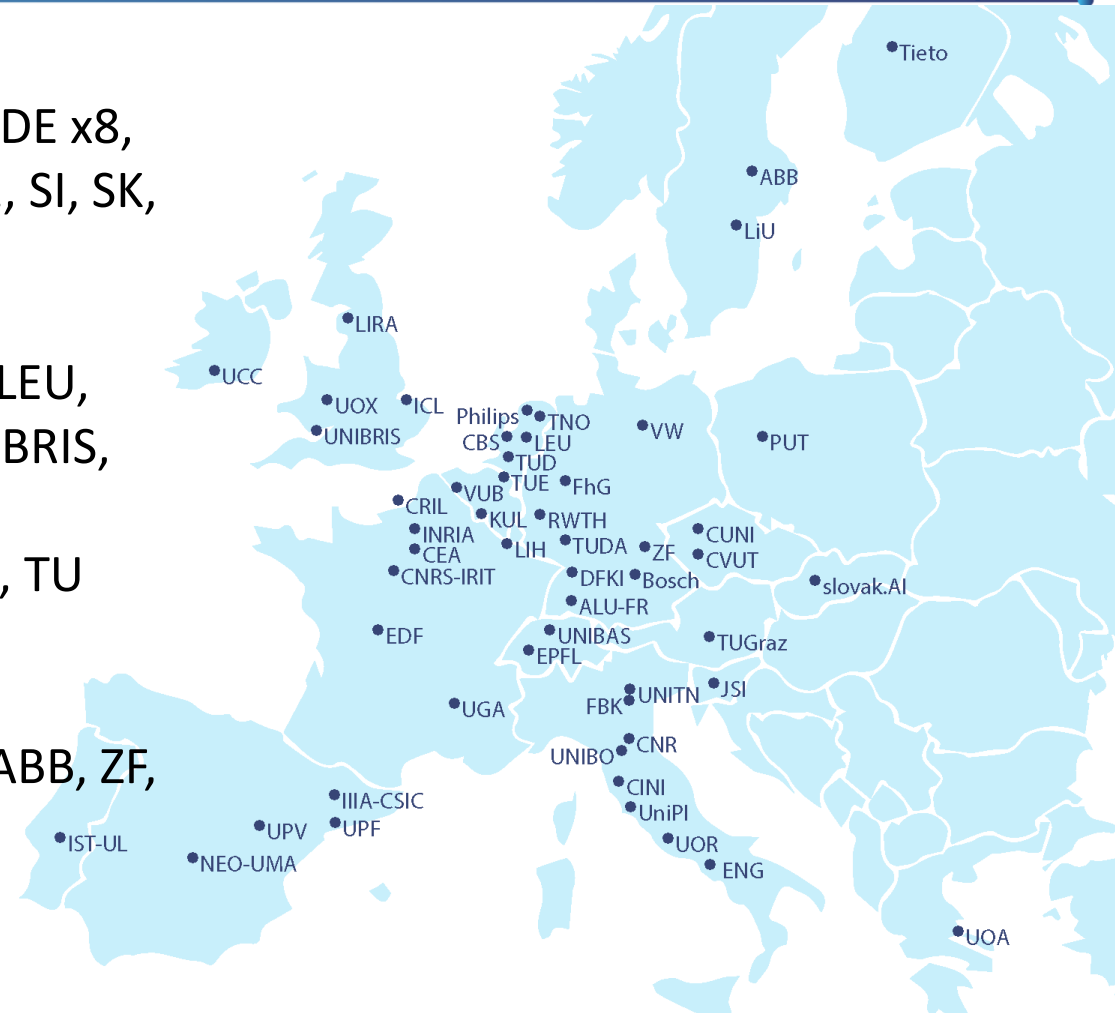 DE x8,
, SI, SK,
LEU,
BRIS,
, TU
ABB, ZF,
Tieto
ABB
LiU
LIRA
UCC
UOX
ICL
UNIBRIS
Philips
TNO
CBS
LEU
TUD
TUE
FhG
VW
PUT
VUB
CRIL
KUL
RWTH
INRIA
CEA
LIH
TUDA
ZF
CUNI
CVUT
CNRS-IRIT
DFKI
Bosch
slovak.AI
ALU-FR
EDF
UNIBAS
EPFL
TUGraz
UGA
UNITN
FBK
JSI
CNR
UNIBO
CINI
UniPI
IIIA-CSIC
UPF
UPV
IST-UL
NEO-UMA
UOR
ENG
UOA